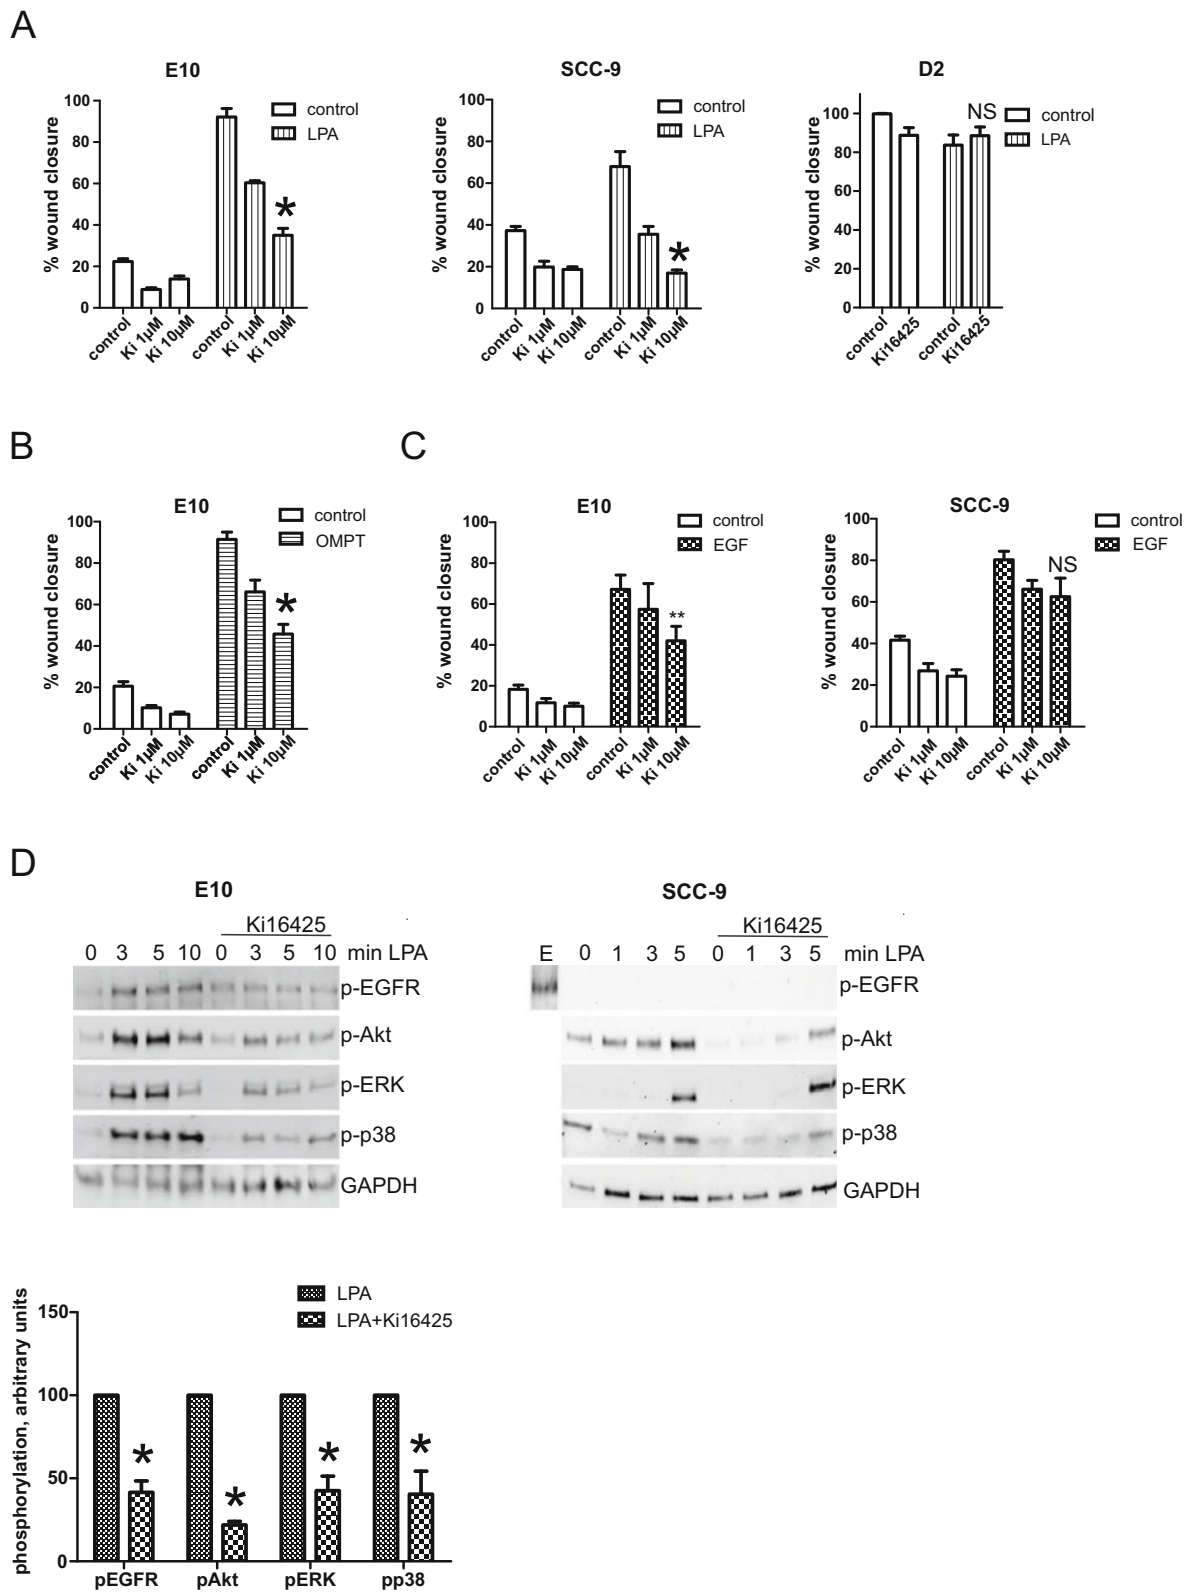 A
E10
100
80
60
40
20
0
% wound closure
control
LPA
*
control
Ki 1µM
Ki 10µM
control
Ki 1µM
Ki 10µM
SCC-9
100
80
60
40
20
0
% wound closure
control
LPA
*
control
Ki 1µM
Ki 10µM
control
Ki 1µM
Ki 10µM
D2
100
80
60
40
20
0
% wound closure
NS
control
LPA
control
Ki16425
control
Ki16425
B
E10
100
80
60
40
20
0
% wound closure
control
OMPT
*
control
Ki 1µM
Ki 10µM
control
Ki 1µM
Ki 10µM
C
E10
100
80
60
40
20
0
% wound closure
control
EGF
**
control
Ki 1µM
Ki 10µM
control
Ki 1µM
Ki 10µM
SCC-9
100
80
60
40
20
0
% wound closure
control
EGF
NS
control
Ki 1µM
Ki 10µM
control
Ki 1µM
Ki 10µM
D
E10
Ki16425
0 3 5 10 0 3 5 10 min LPA
p-EGFR
p-Akt
p-ERK
p-p38
GAPDH
SCC-9
Ki16425
E 0 1 3 5 0 1 3 5 min LPA
p-EGFR
p-Akt
p-ERK
p-p38
GAPDH
LPA
LPA+Ki16425
phosphorylation, arbitrary units
150
100
50
0
* * * *
pEGFR pAkt pERK pp38